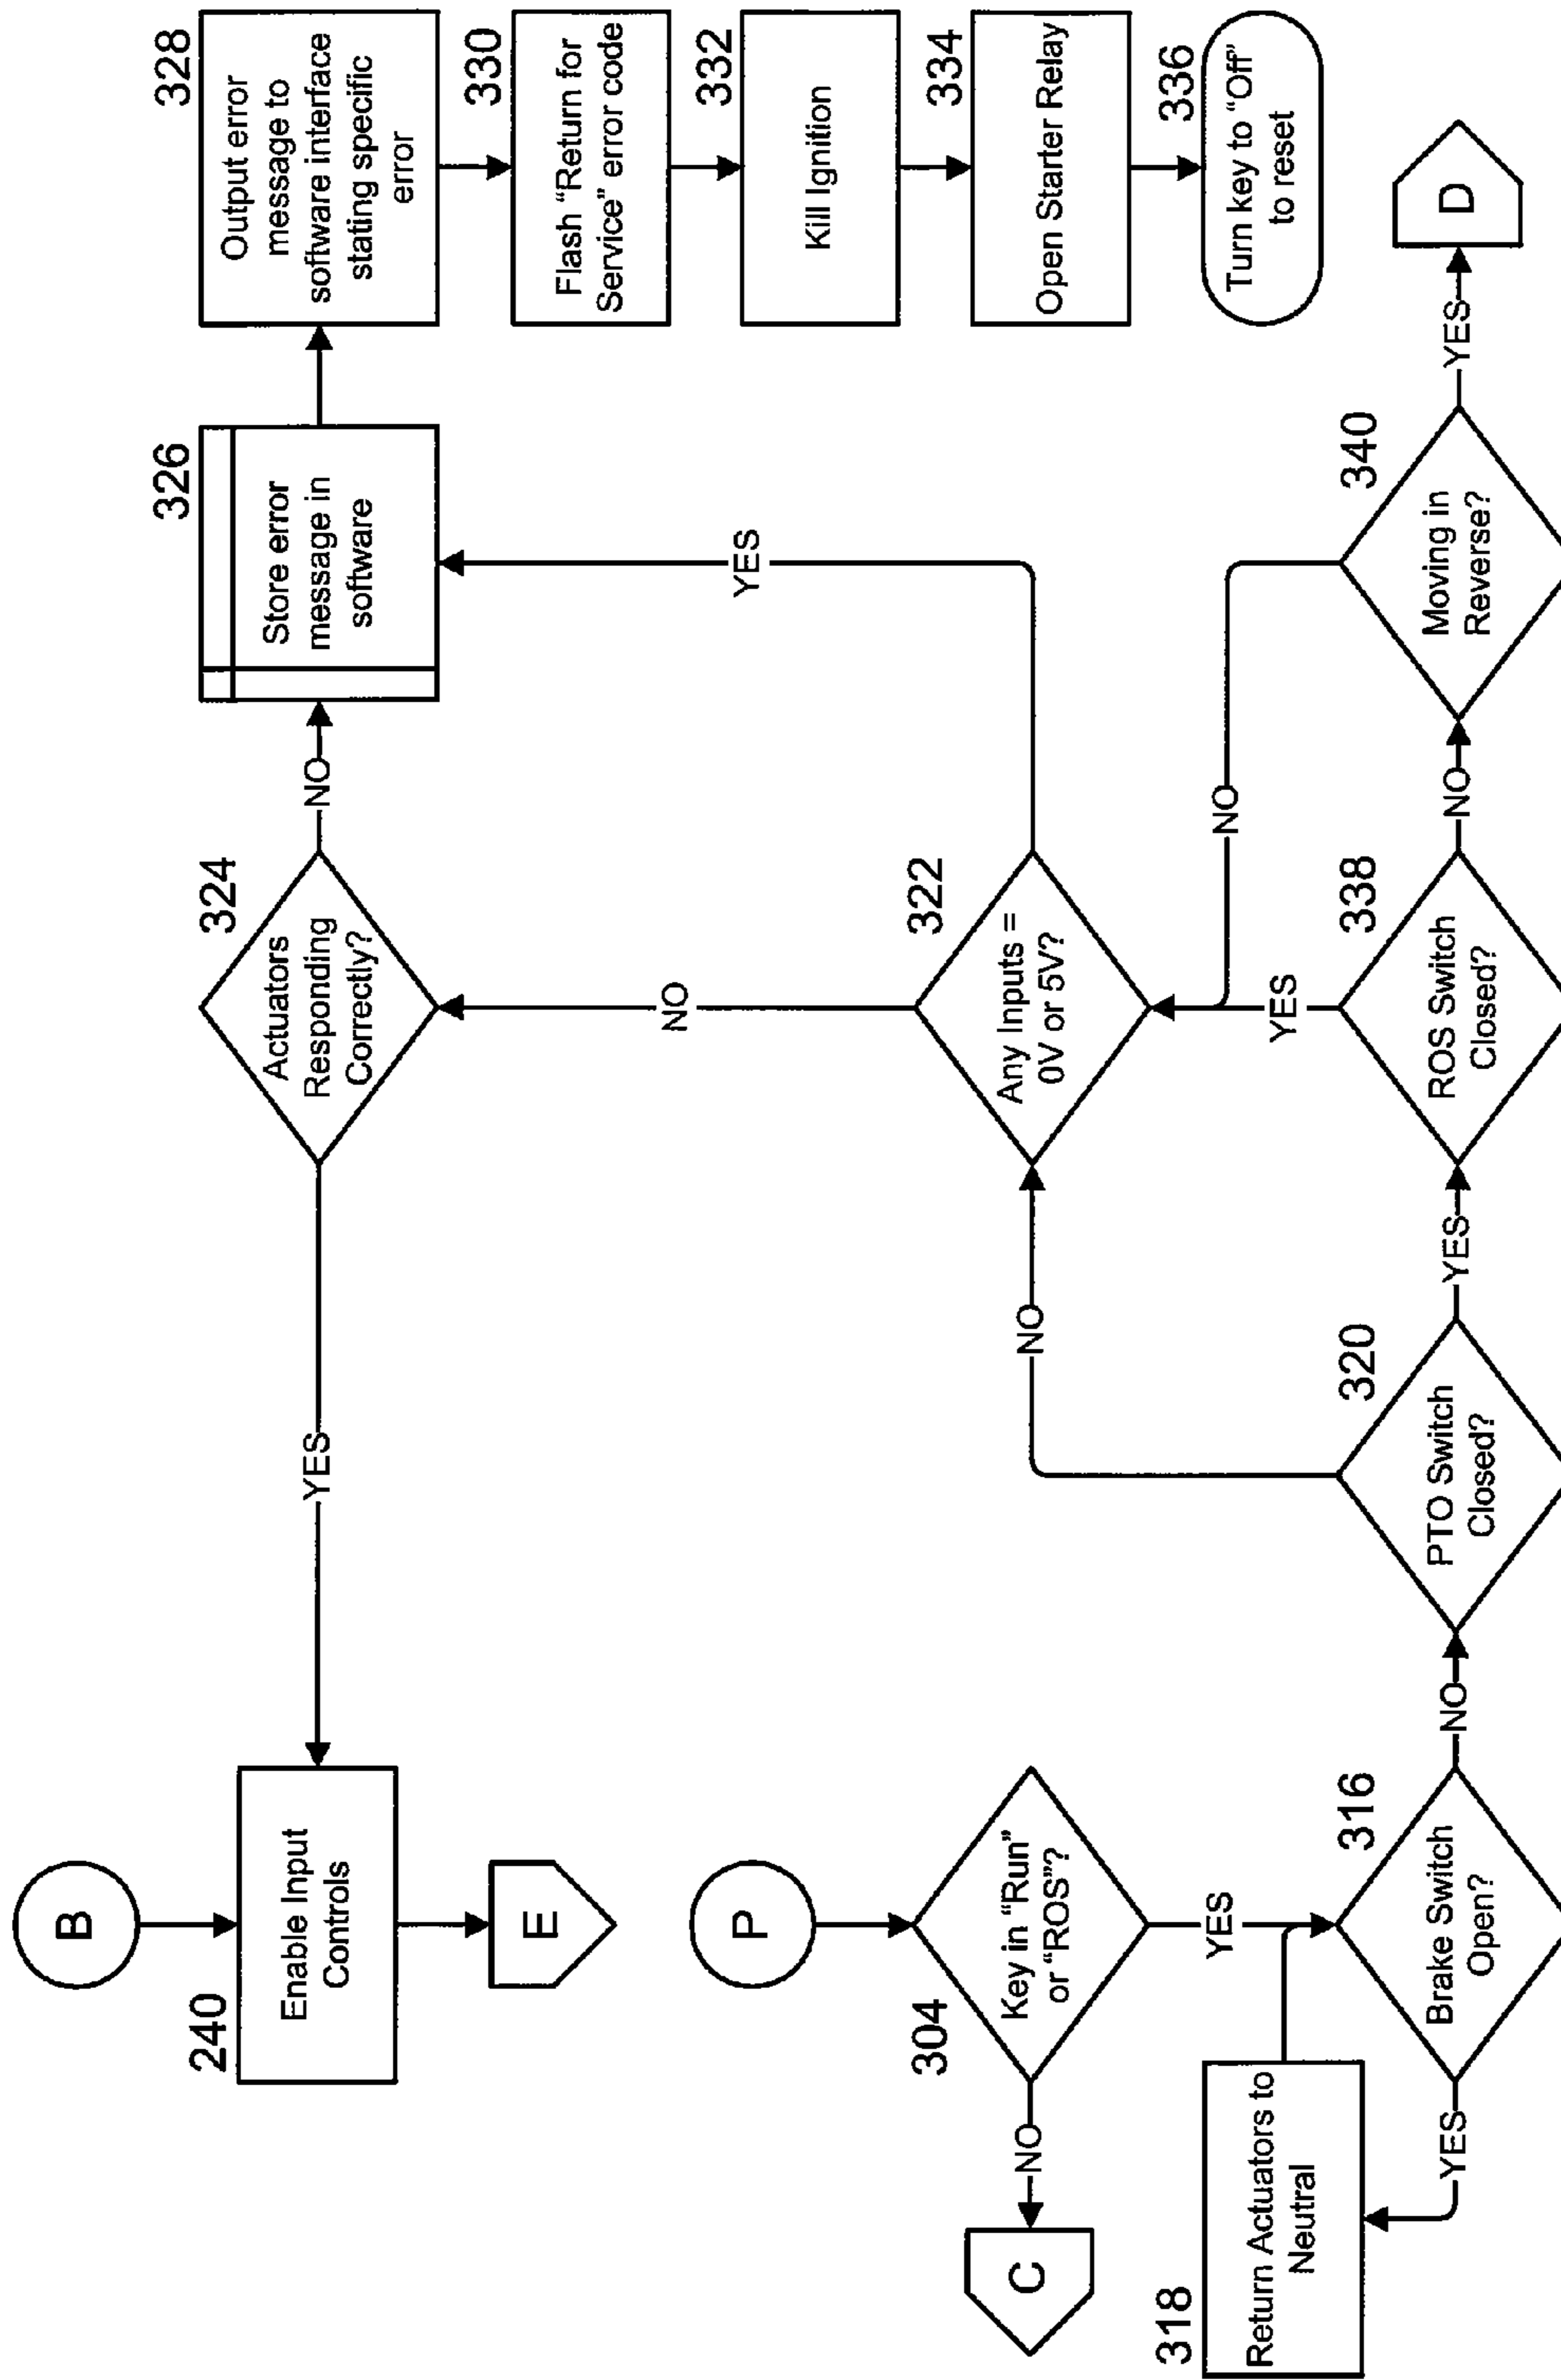 B
240
Enable Input
Controls
E
YES
324
Actuators
Responding
Correctly?
NO
326
Store error
message in
software
328
Output error
message to
software interface
stating specific
error
330
Flash “Return for
Service” error code
332
Kill Ignition
334
Open Starter Relay
336
Turn key to “Off”
to reset
P
304
Key in “Run”
or “ROS”?
NO
C
YES
318
Return Actuators to
Neutral
YES
316
Brake Switch
Open?
NO
320
PTO Switch
Closed?
NO
YES
322
Any Inputs =
0V or 5V?
NO
YES
338
ROS Switch
Closed?
YES
NO
340
Moving in
Reverse?
NO
YES
D